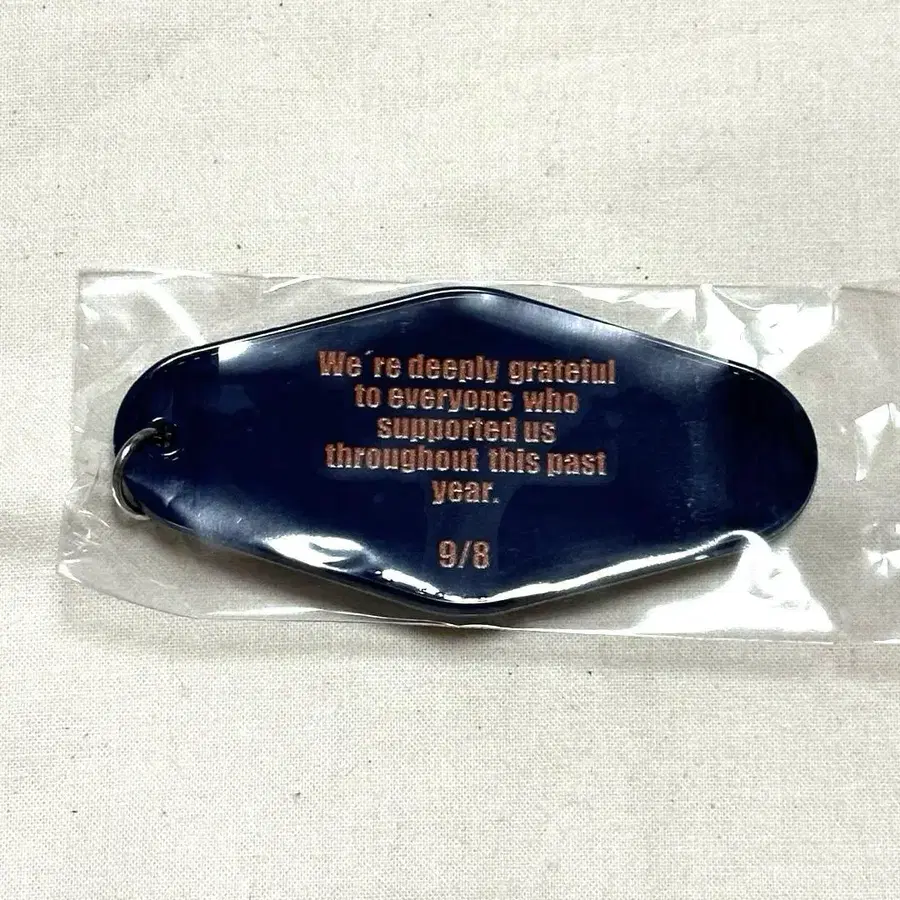 We´re deeply grateful
to everyone who
supported us
throughout this past
year.
9/8